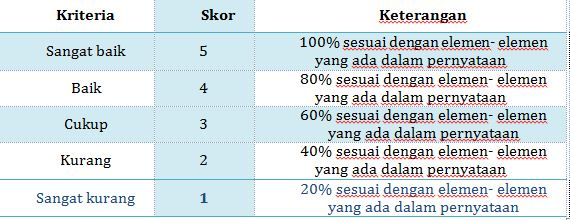 Kriteria Skor Keterangan
Sangat baik 5 100% sesuai dengan elemen- elemen
yang ada dalam pernyataan
Baik 4 80% sesuai dengan elemen- elemen
yang ada dalam pernyataan
Cukup 3 60% sesuai dengan elemen- elemen
yang ada dalam pernyataan
Kurang 2 40% sesuai dengan elemen- elemen
yang ada dalam pernyataan
Sangat kurang 1 20% sesuai dengan elemen- elemen
yang ada dalam pernyataan